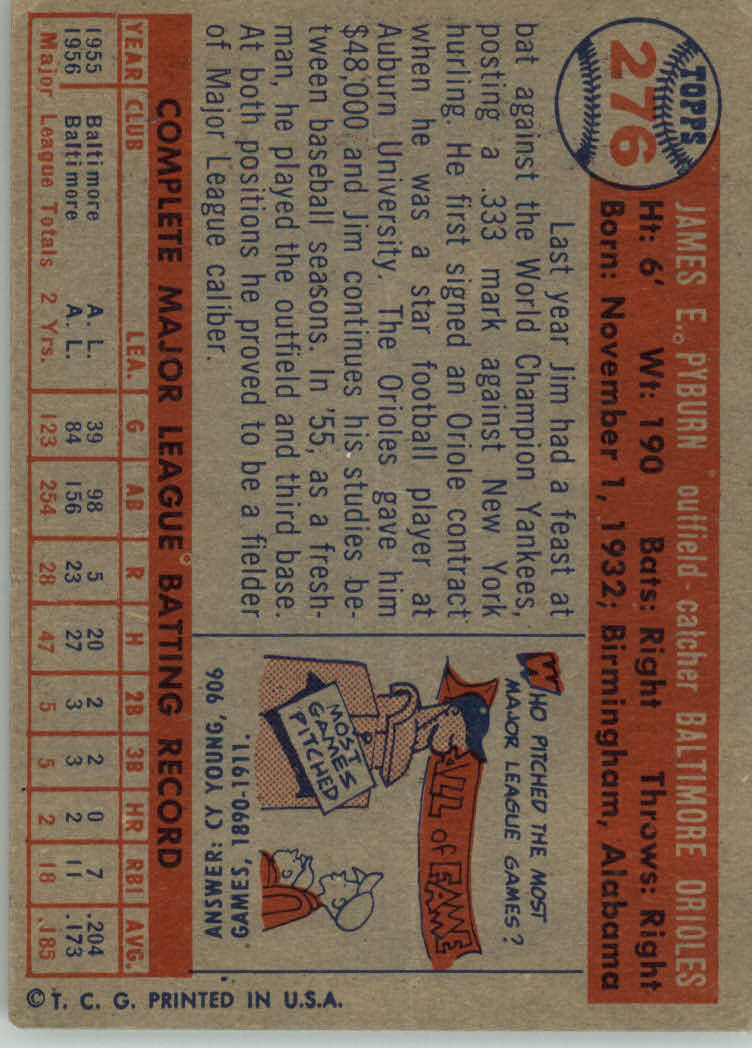 TOPPS
276
JAMES E. PYBURN outfield - catcher BALTIMORE ORIOLES
Ht: 6' Wt: 190 Bats: Right Throws: Right
Born: November 1, 1932; Birmingham, Alabama
Last year Jim had a feast at
bat against the World Champion Yankees,
posting a .333 mark against New York
hurling. He first signed an Oriole contract
when he was a star football player at
Auburn University. The Orioles gave him
$48,000 and Jim continues his studies be-
tween baseball seasons. In '55, as a fresh-
man, he played the outfield and third base.
At both positions he proved to be a fielder
of Major League caliber.
WHO PITCHED THE MOST
MAJOR LEAGUE GAMES?
ALL OF FAME
MOST
GAMES
PITCHED
ANSWER: CY YOUNG, 906
GAMES, 1890-1911.
COMPLETE MAJOR LEAGUE BATTING RECORD
YEAR CLUB LEA. G AB R H 2B 3B HR RBI AVG.
1955 Baltimore A. L. 39 98 5 20 2 2 0 7 .204
1956 Baltimore A. L. 84 156 23 27 3 3 2 11 .173
Major League Totals 2 Yrs. 123 254 28 47 5 5 2 18 .185
© T. C. G. PRINTED IN U.S.A.